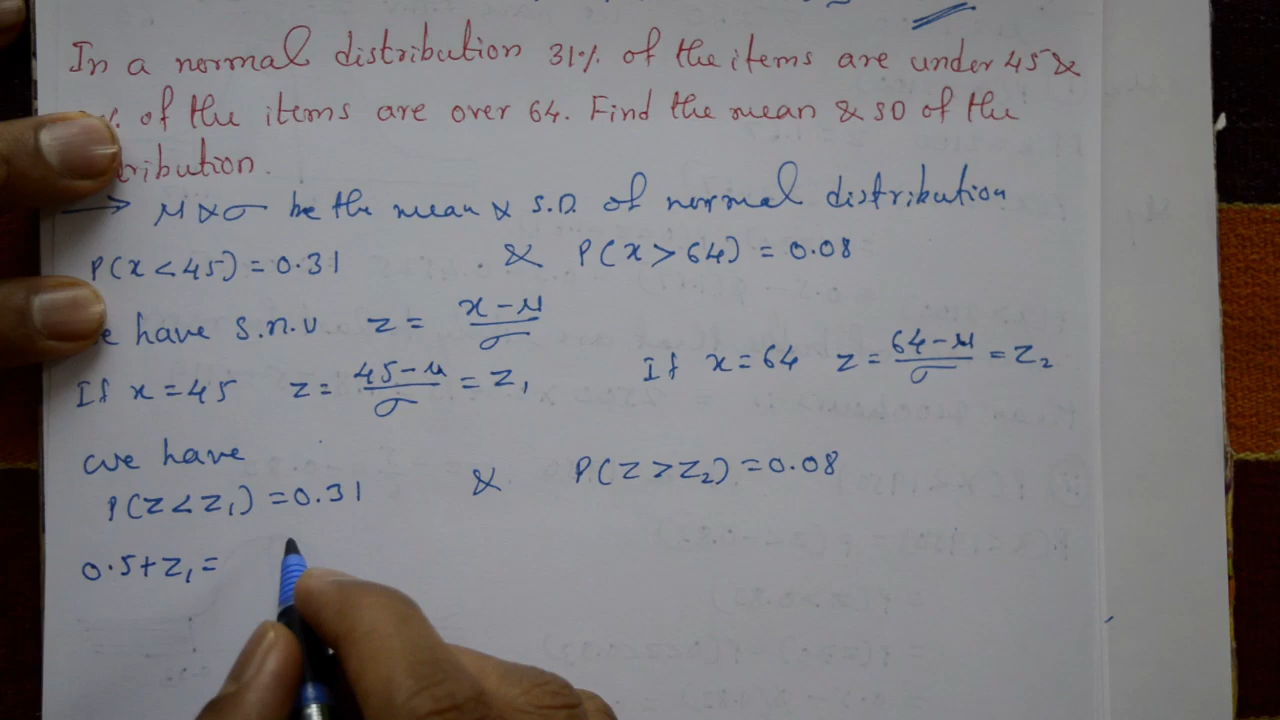 In a normal distribution 31% of the items are under 45 &
% of the items are over 64. Find the mean & SD of the
tribution.
→ μ & σ be the mean & S.D. of normal distribution
P(x<45) = 0.31 & P(x>64) = 0.08
e have S.n.v z = x-μ/σ
If x=45 z = 45-μ/σ = z₁ If x=64 z = 64-μ/σ = z₂
we have
P(z<z₁) = 0.31 & P(z>z₂) = 0.08
0.5+z₁ =